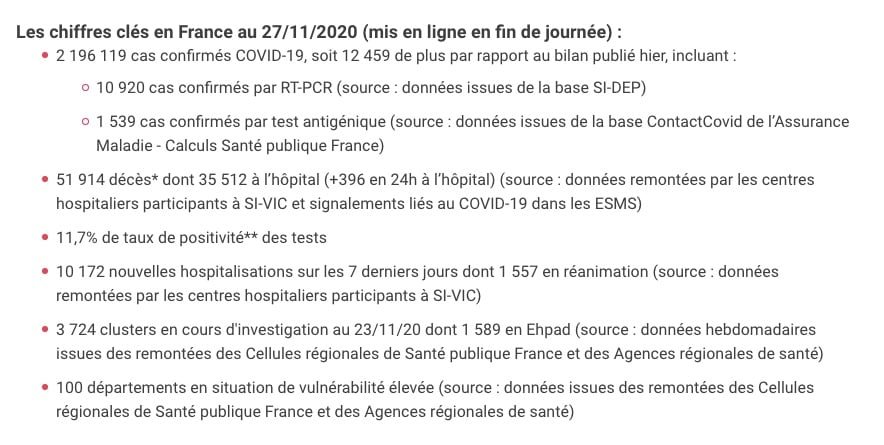 Les chiffres clés en France au 27/11/2020 (mis en ligne en fin de journée) :
• 2 196 119 cas confirmés COVID-19, soit 12 459 de plus par rapport au bilan publié hier, incluant :
○ 10 920 cas confirmés par RT-PCR (source : données issues de la base SI-DEP)
○ 1 539 cas confirmés par test antigénique (source : données issues de la base ContactCovid de l’Assurance
Maladie - Calculs Santé publique France)
• 51 914 décès* dont 35 512 à l’hôpital (+396 en 24h à l’hôpital) (source : données remontées par les centres
hospitaliers participants à SI-VIC et signalements liés au COVID-19 dans les ESMS)
• 11,7% de taux de positivité** des tests
• 10 172 nouvelles hospitalisations sur les 7 derniers jours dont 1 557 en réanimation (source : données
remontées par les centres hospitaliers participants à SI-VIC)
• 3 724 clusters en cours d'investigation au 23/11/20 dont 1 589 en Ehpad (source : données hebdomadaires
issues des remontées des Cellules régionales de Santé publique France et des Agences régionales de santé)
• 100 départements en situation de vulnérabilité élevée (source : données issues des remontées des Cellules
régionales de Santé publique France et des Agences régionales de santé)